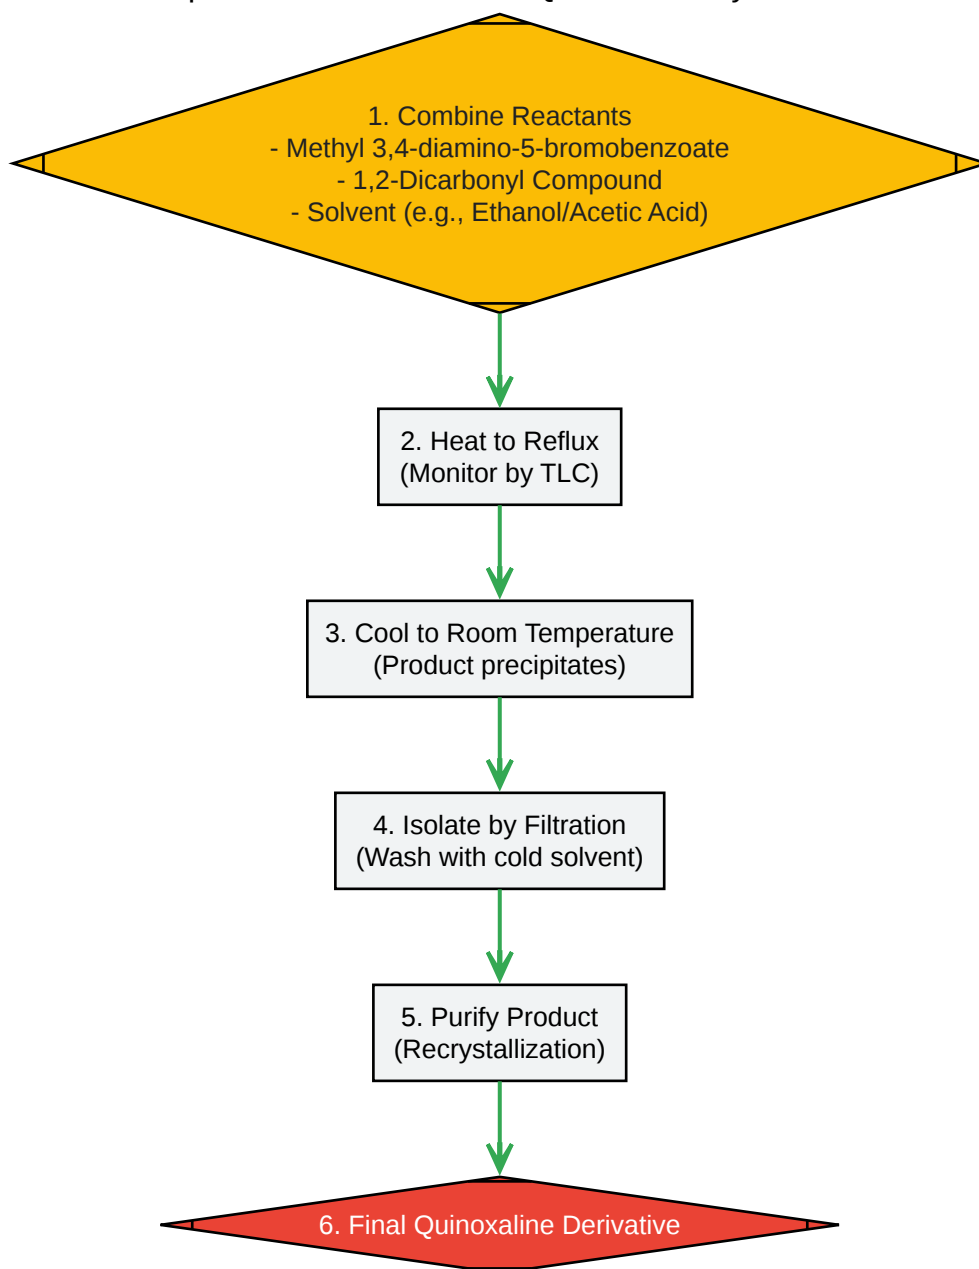 1. Combine Reactants
- Methyl 3,4-diamino-5-bromobenzoate
- 1,2-Dicarbonyl Compound
- Solvent (e.g., Ethanol/Acetic Acid)
2. Heat to Reflux
(Monitor by TLC)
3. Cool to Room Temperature
(Product precipitates)
4. Isolate by Filtration
(Wash with cold solvent)
5. Purify Product
(Recrystallization)
6. Final Quinoxaline Derivative